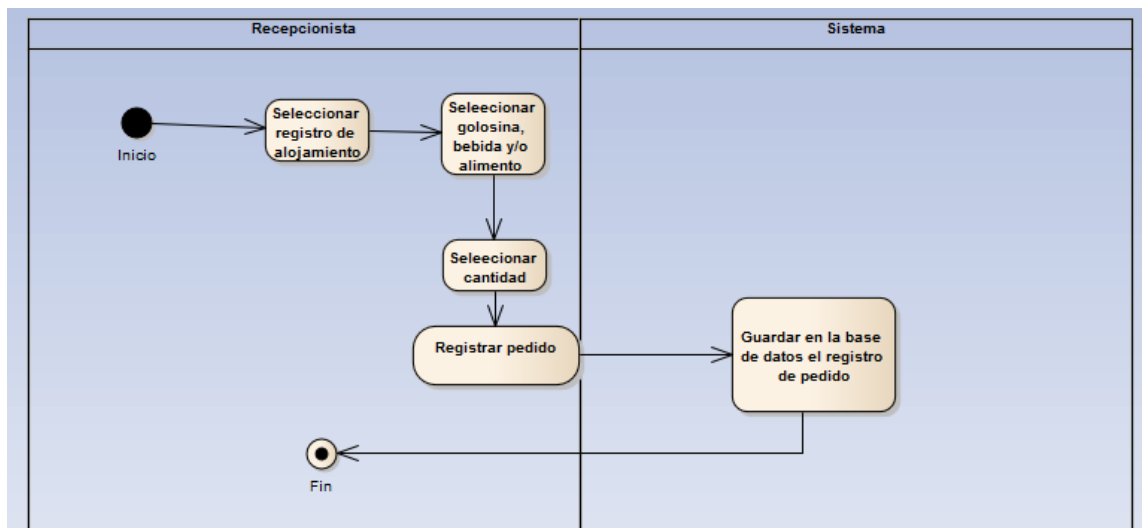 Recepcionista
Sistema
Inicio
Seleccionar
registro de
alojamiento
Seleecionar
golosina,
bebida y/o
alimento
Seleecionar
cantidad
Registrar pedido
Guardar en la base
de datos el registro
de pedido
Fin